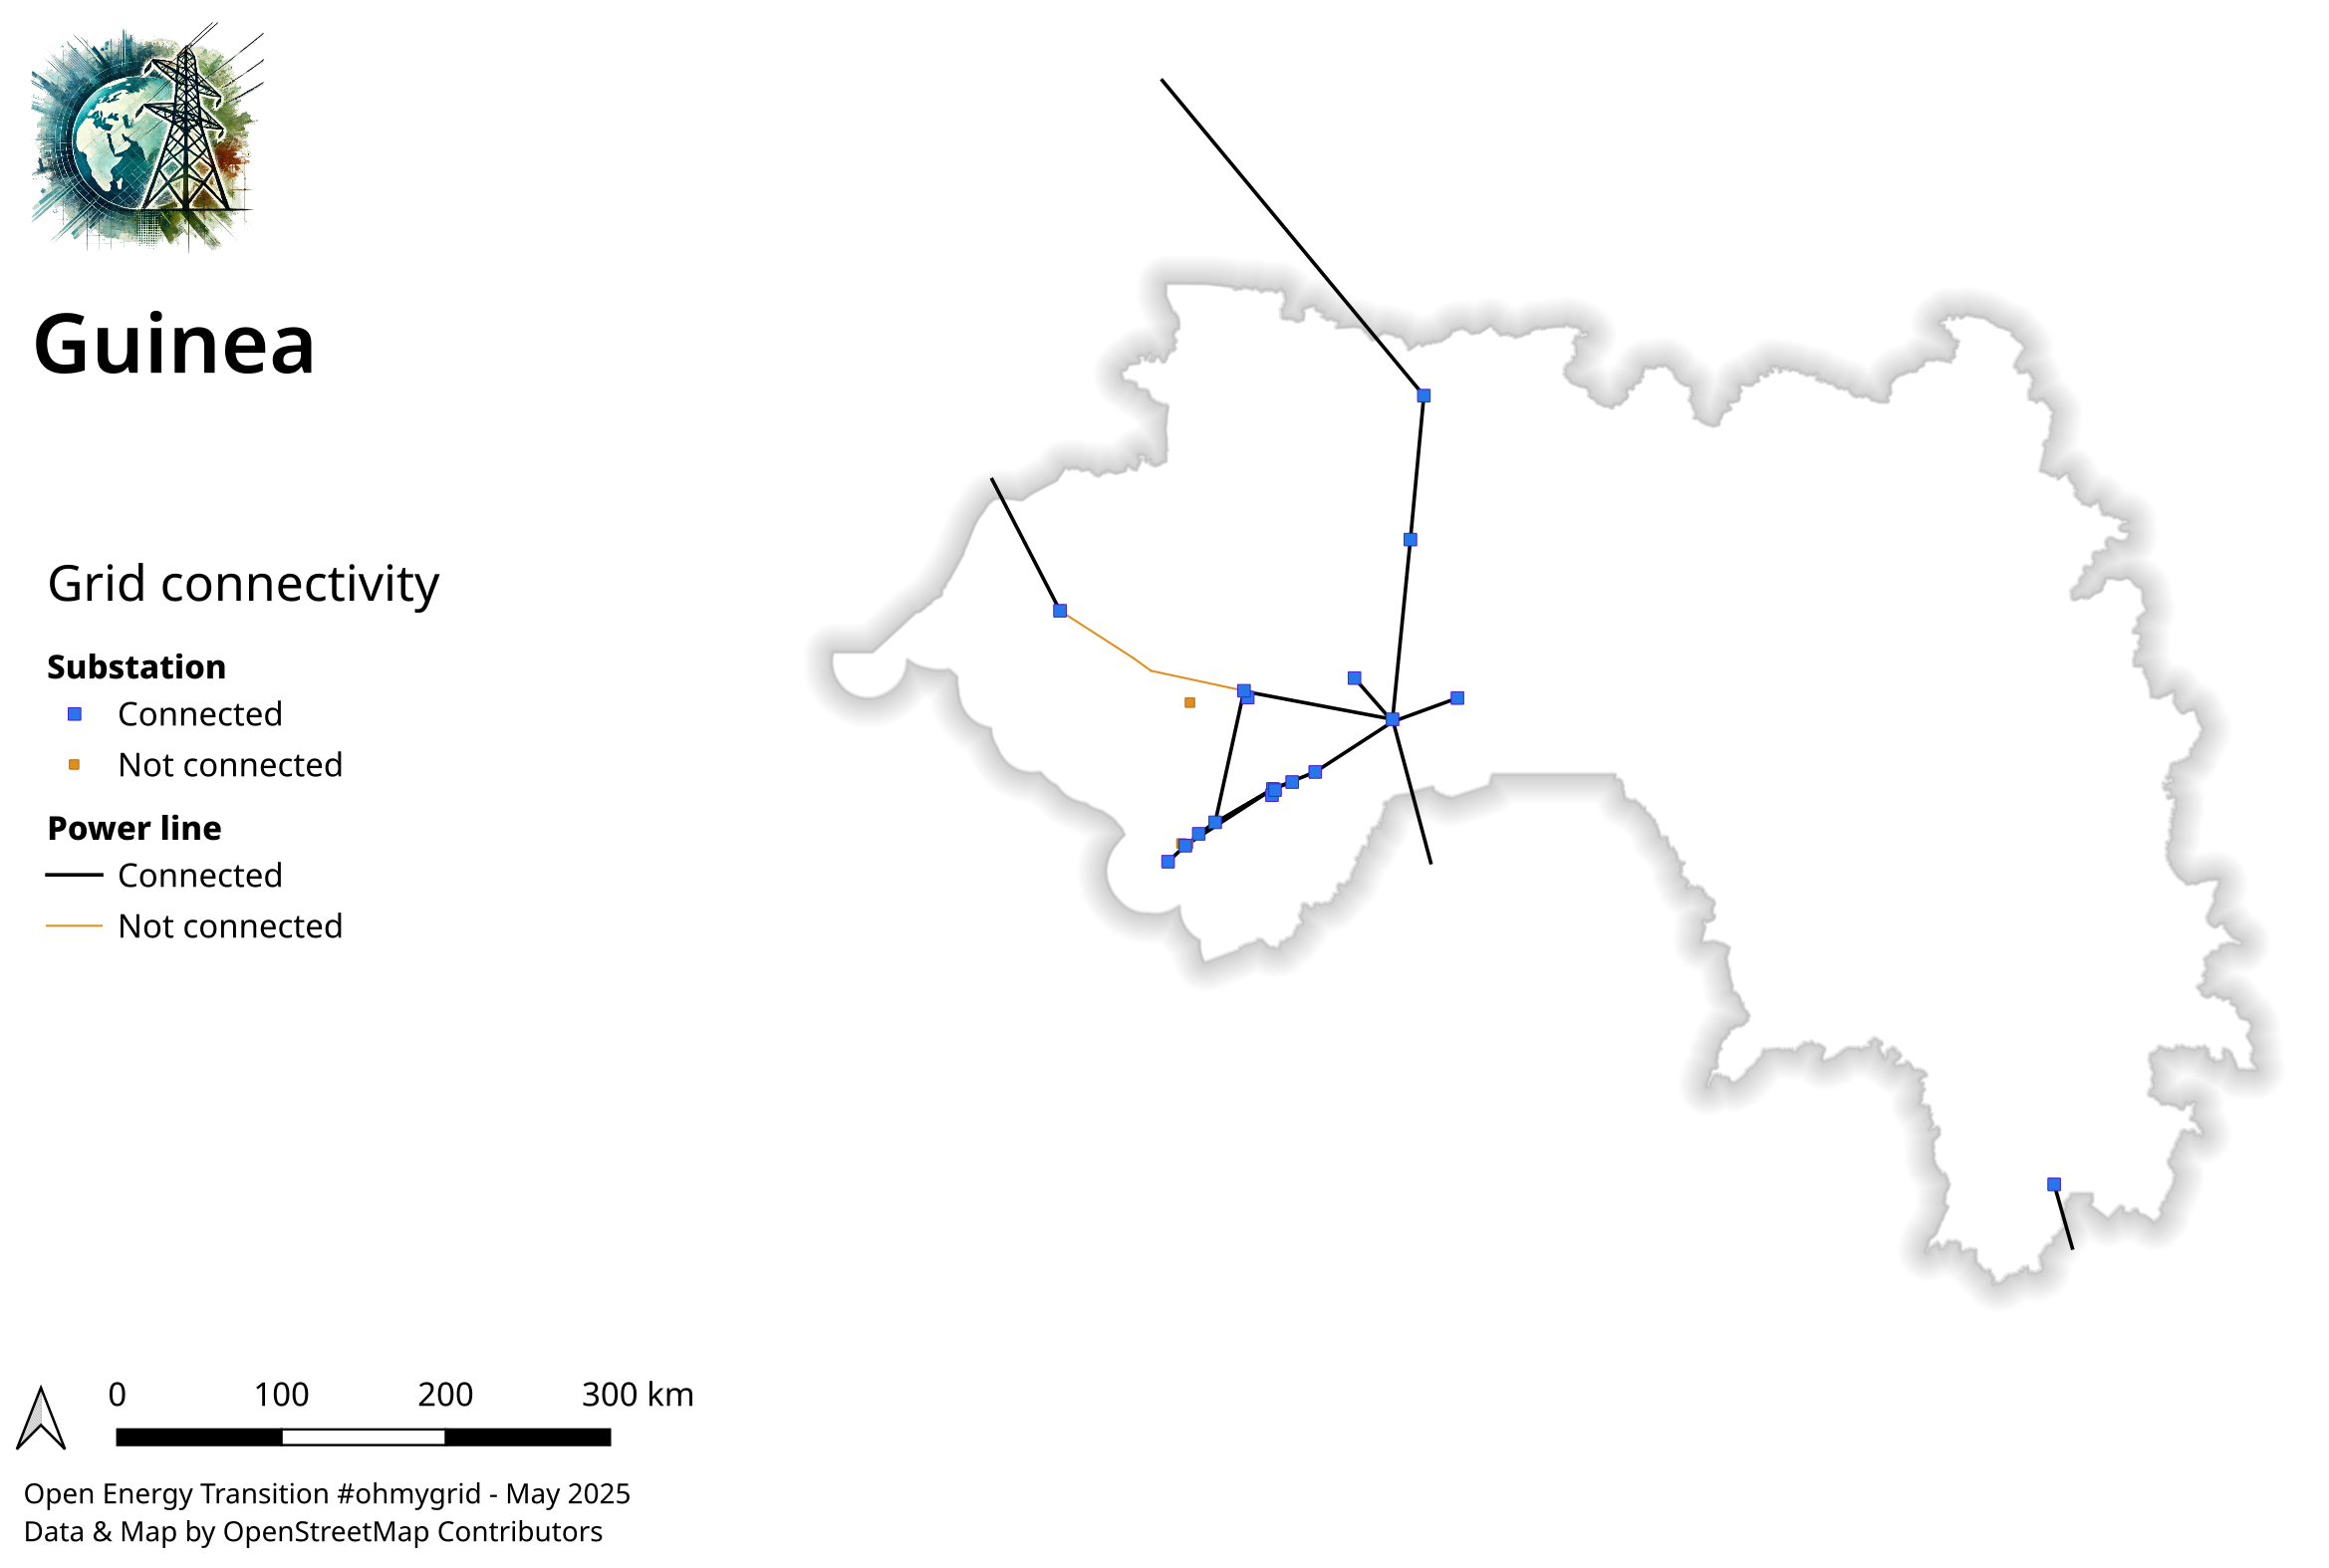 Guinea
Grid connectivity
Substation
Connected
Not connected
Power line
Connected
Not connected
0 100 200 300 km
Open Energy Transition #ohmygrid - May 2025
Data & Map by OpenStreetMap Contributors